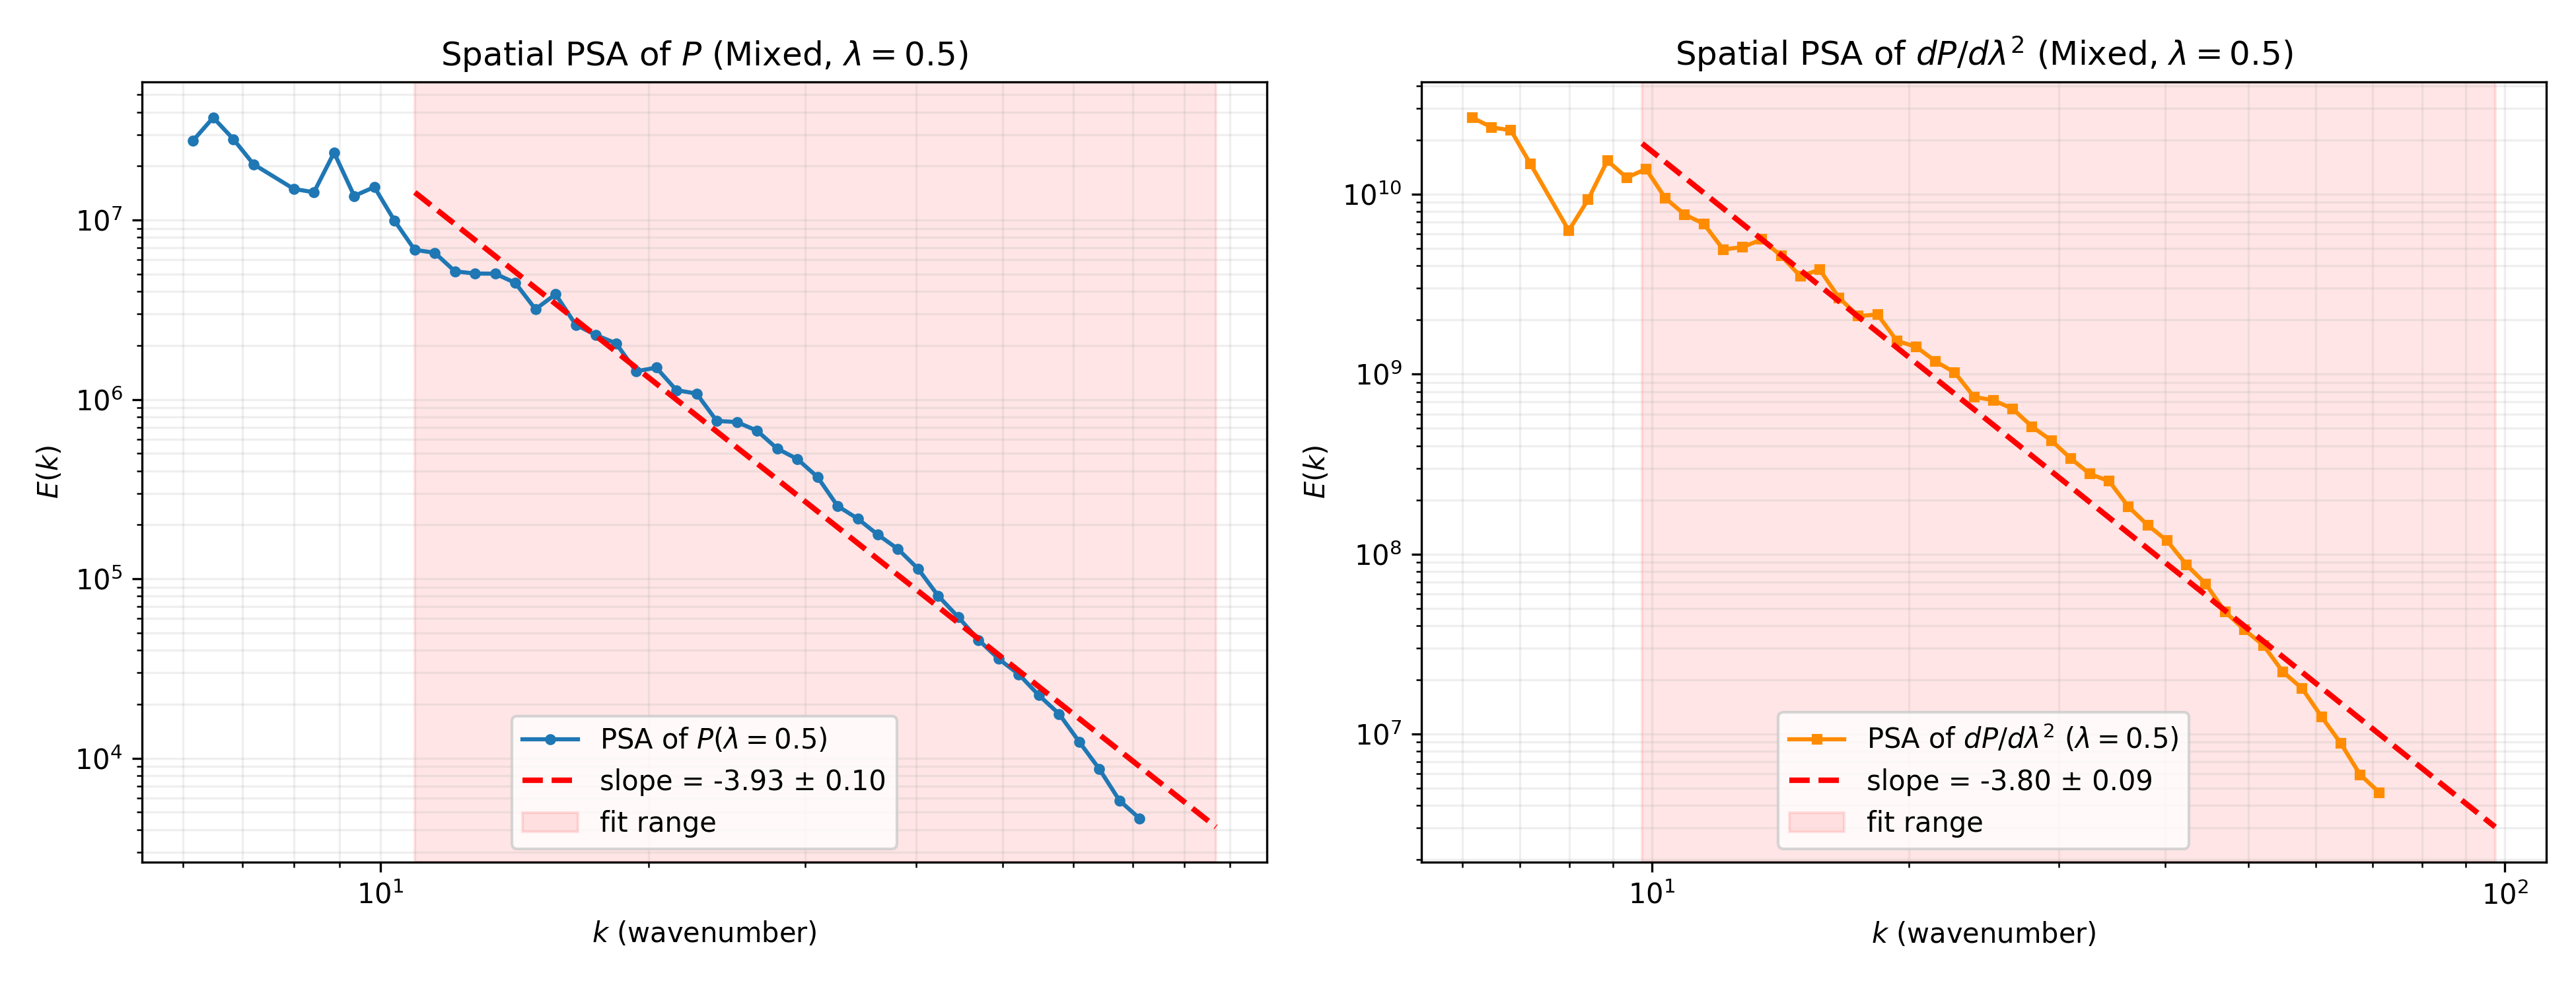 Spatial PSA of P (Mixed, λ = 0.5)
E(k)
10⁷
10⁶
10⁵
10⁴
PSA of P(λ = 0.5)
slope = -3.93 ± 0.10
fit range
10¹
k (wavenumber)
Spatial PSA of dP/dλ² (Mixed, λ = 0.5)
E(k)
10¹⁰
10⁹
10⁸
10⁷
PSA of dP/dλ² (λ = 0.5)
slope = -3.80 ± 0.09
fit range
10¹ 10²
k (wavenumber)